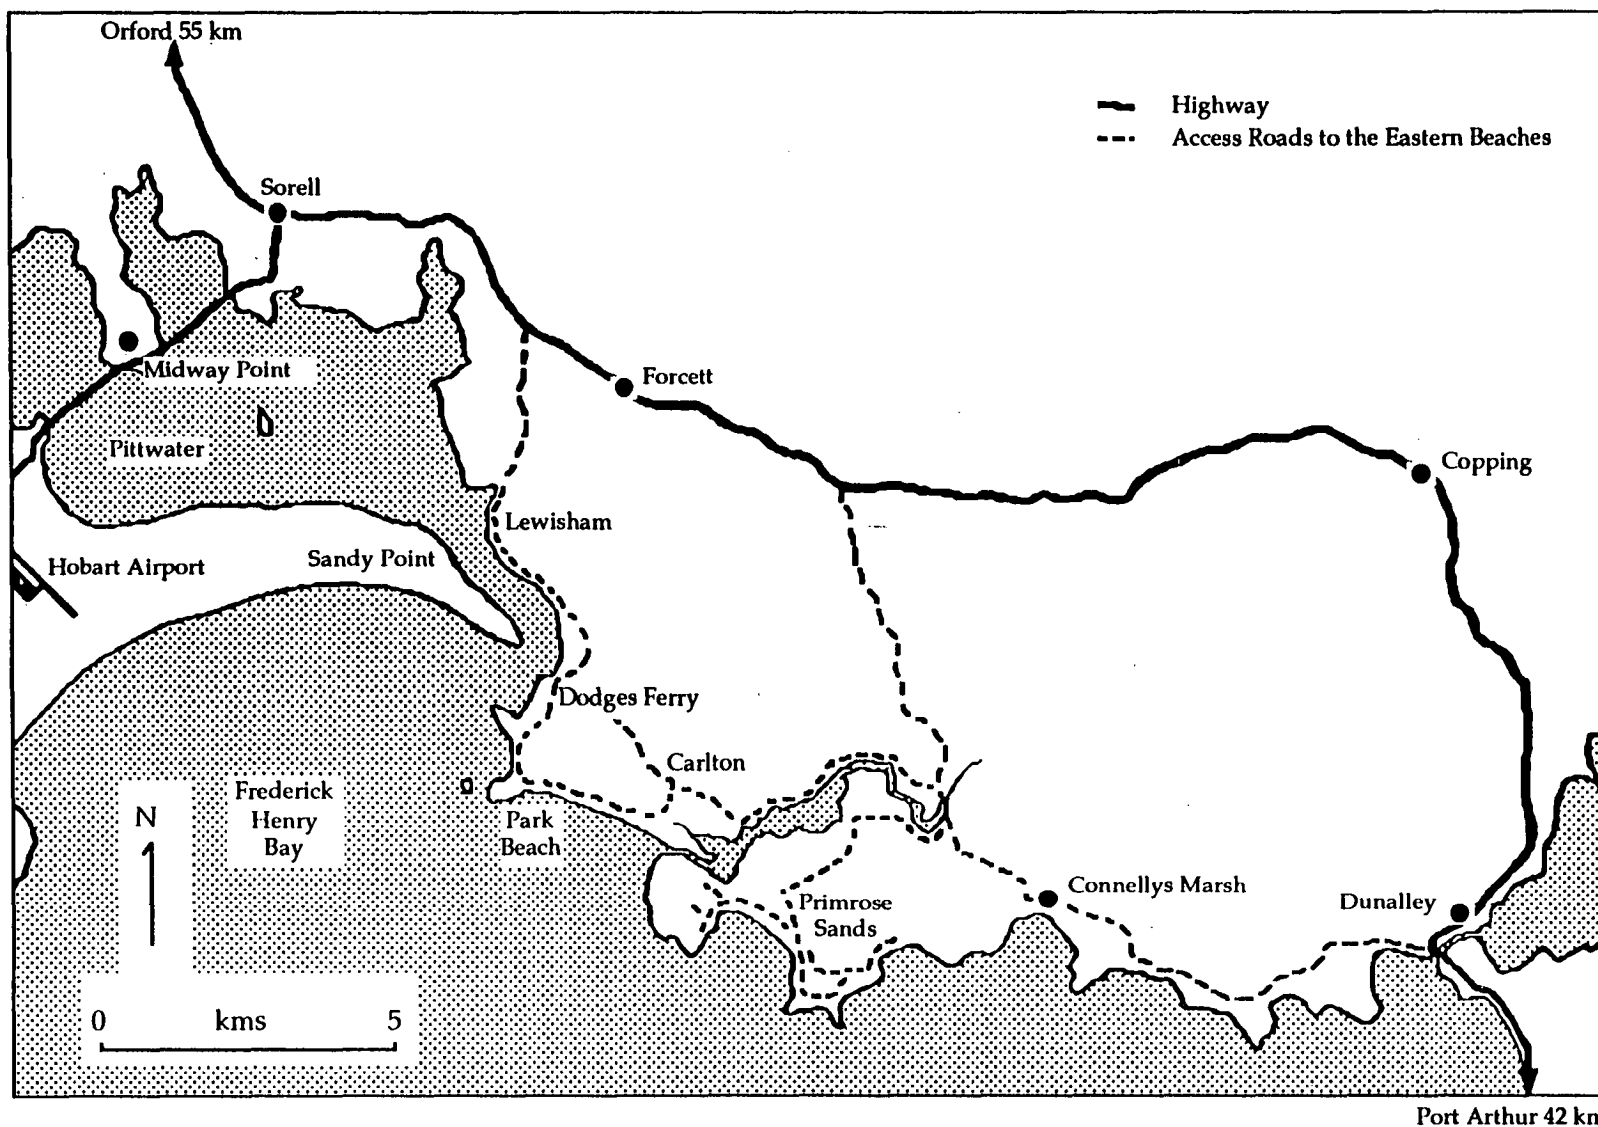 Orford 55 km
Highway
Access Roads to the Eastern Beaches
Sorell
Midway Point
Forcett
Pittwater
Copping
Lewisham
Hobart Airport
Sandy Point
Dodges Ferry
Carlton
Frederick
Henry
Bay
N
Park
Beach
Connellys Marsh
Primrose
Sands
Dunalley
0 kms 5
Port Arthur 42 km